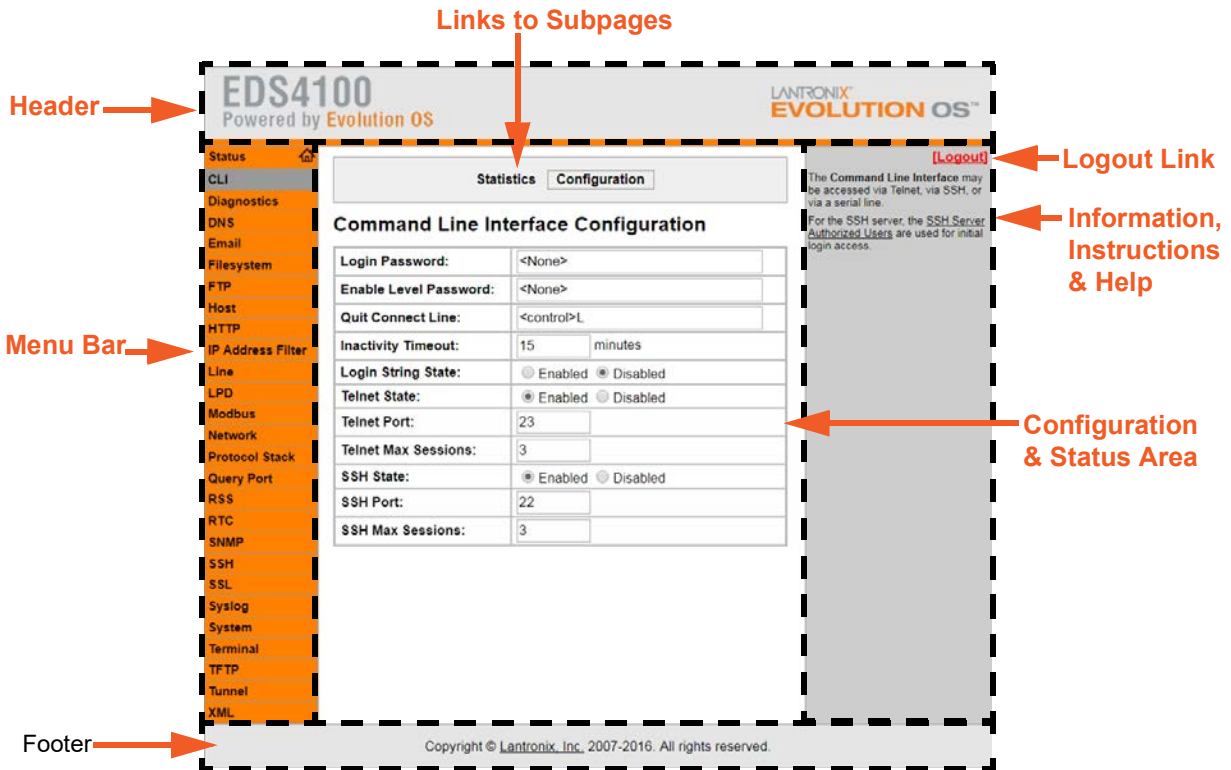 Links to Subpages
Header
EDS4100
Powered by Evolution OS
LANTRONIX®
EVOLUTION OS™
Status
CLI
Diagnostics
DNS
Email
Filesystem
FTP
Host
HTTP
IP Address Filter
Line
LPD
Modbus
Network
Protocol Stack
Query Port
RSS
RTC
SNMP
SSH
SSL
Syslog
System
Terminal
TFTP
Tunnel
XML
Menu Bar
Statistics Configuration
Command Line Interface Configuration
Login Password: <None>
Enable Level Password: <None>
Quit Connect Line: <control>L
Inactivity Timeout: 15 minutes
Login String State: Enabled Disabled
Telnet State: Enabled Disabled
Telnet Port: 23
Telnet Max Sessions: 3
SSH State: Enabled Disabled
SSH Port: 22
SSH Max Sessions: 3
[Logout]
The Command Line Interface may
be accessed via Telnet, via SSH, or
via a serial line.
For the SSH server, the SSH Server
Authorized Users are used for initial
login access.
Logout Link
Information,
Instructions
& Help
Configuration
& Status Area
Footer
Copyright © Lantronix, Inc. 2007-2016. All rights reserved.